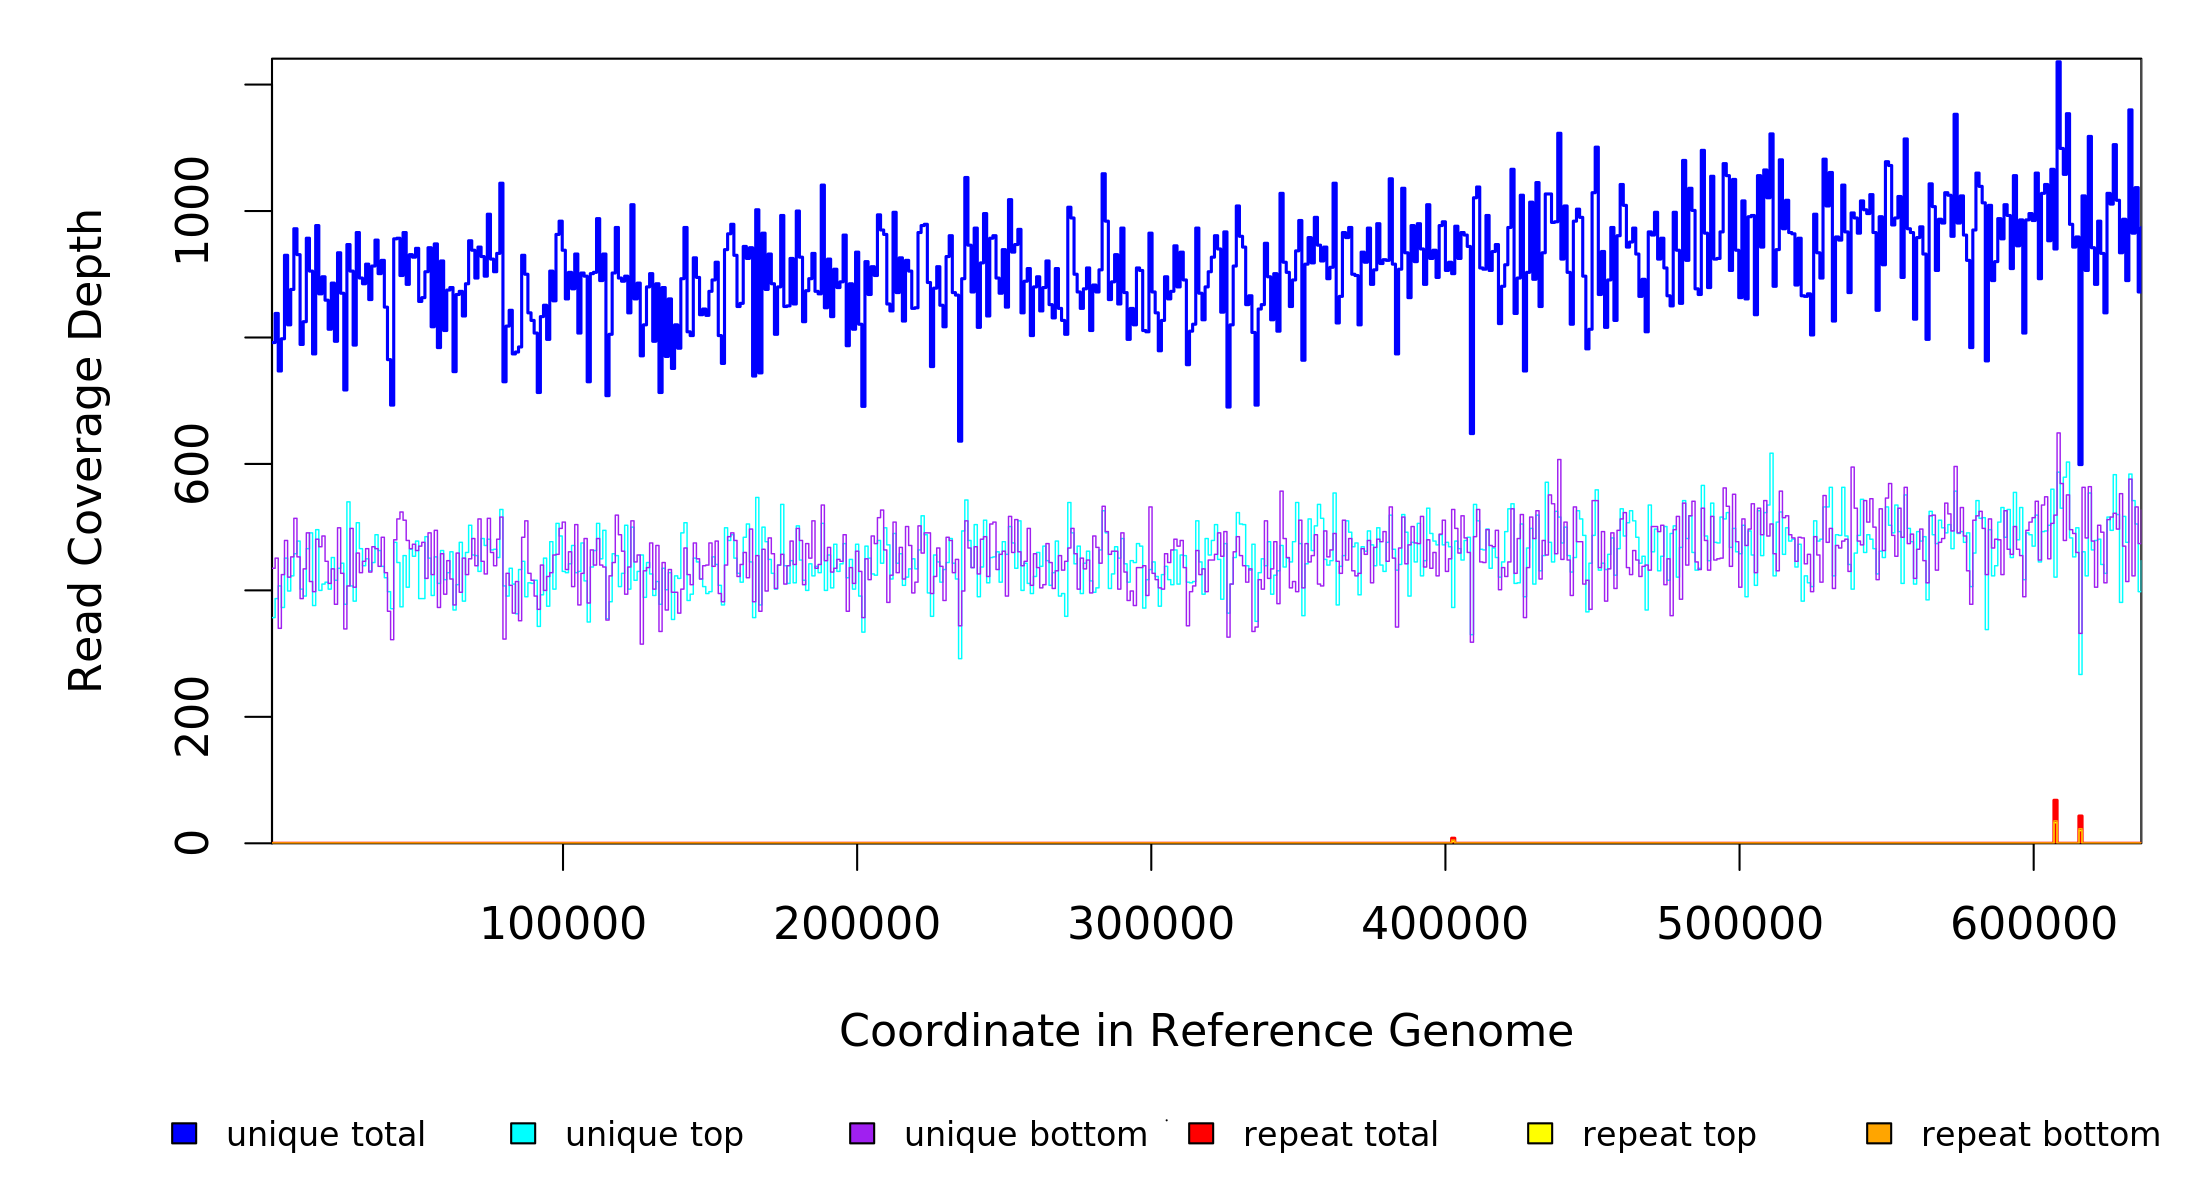 Read Coverage Depth
1000
600
200
0
100000 200000 300000 400000 500000 600000
Coordinate in Reference Genome
unique total unique top unique bottom repeat total repeat top repeat bottom